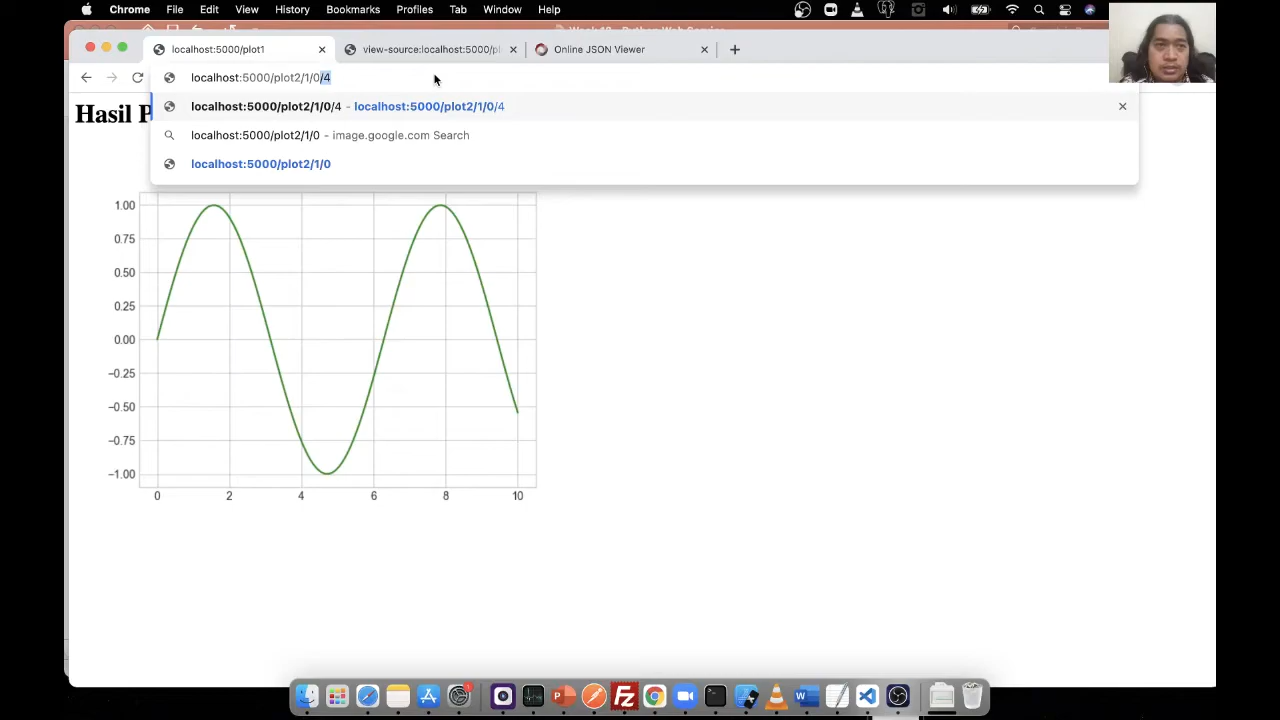 Chrome File Edit View History Bookmarks Profiles Tab Window Help
localhost:5000/plot1
view-source:localhost:5000/pl
Online JSON Viewer
localhost:5000/plot2/1/0/4
localhost:5000/plot2/1/0/4 - localhost:5000/plot2/1/0/4
localhost:5000/plot2/1/0 - image.google.com Search
localhost:5000/plot2/1/0
Hasil P
1.00
0.75
0.50
0.25
0.00
−0.25
−0.50
−0.75
−1.00
0 2 4 6 8 10